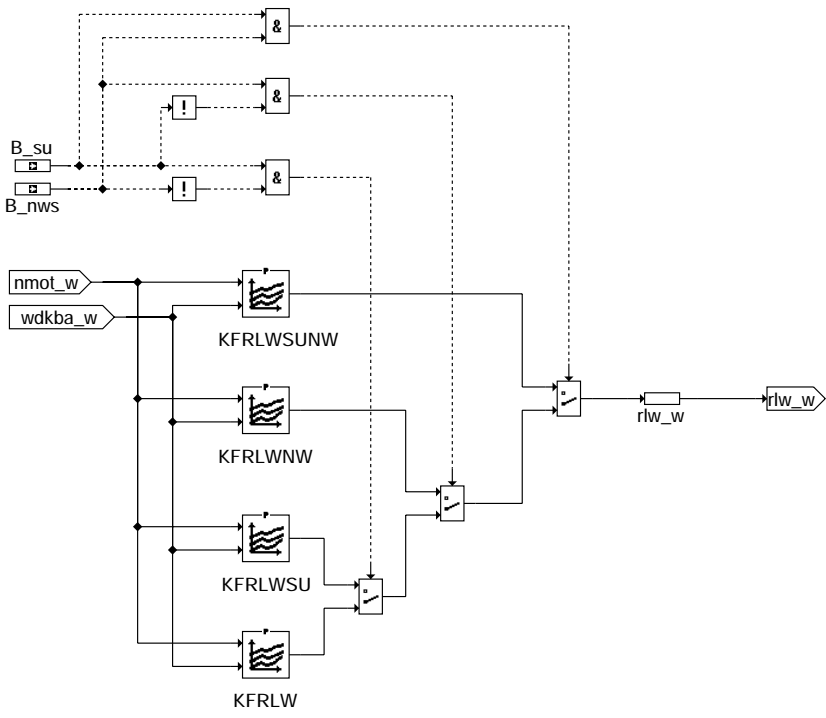 &
&
!
B_su
&
!
B_nws
nmot_w
P
wdkba_w
KFRLWSUNW
P
rlw_w
rlw_w
KFRLWNW
P
KFRLWSU
P
KFRLW